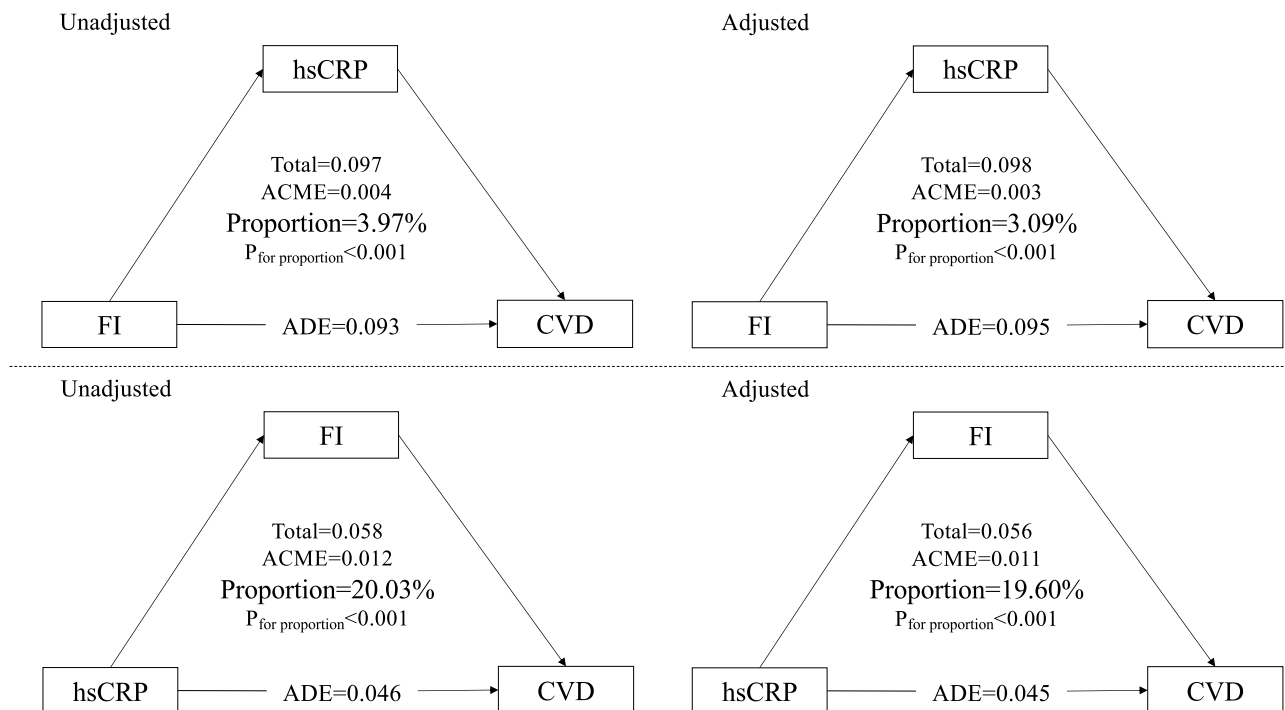 Unadjusted
hsCRP
Total=0.097
ACME=0.004
Proportion=3.97%
P for proportion<0.001
FI
ADE=0.093
CVD
Adjusted
hsCRP
Total=0.098
ACME=0.003
Proportion=3.09%
P for proportion<0.001
FI
ADE=0.095
CVD
Unadjusted
FI
Total=0.058
ACME=0.012
Proportion=20.03%
P for proportion<0.001
hsCRP
ADE=0.046
CVD
Adjusted
FI
Total=0.056
ACME=0.011
Proportion=19.60%
P for proportion<0.001
hsCRP
ADE=0.045
CVD